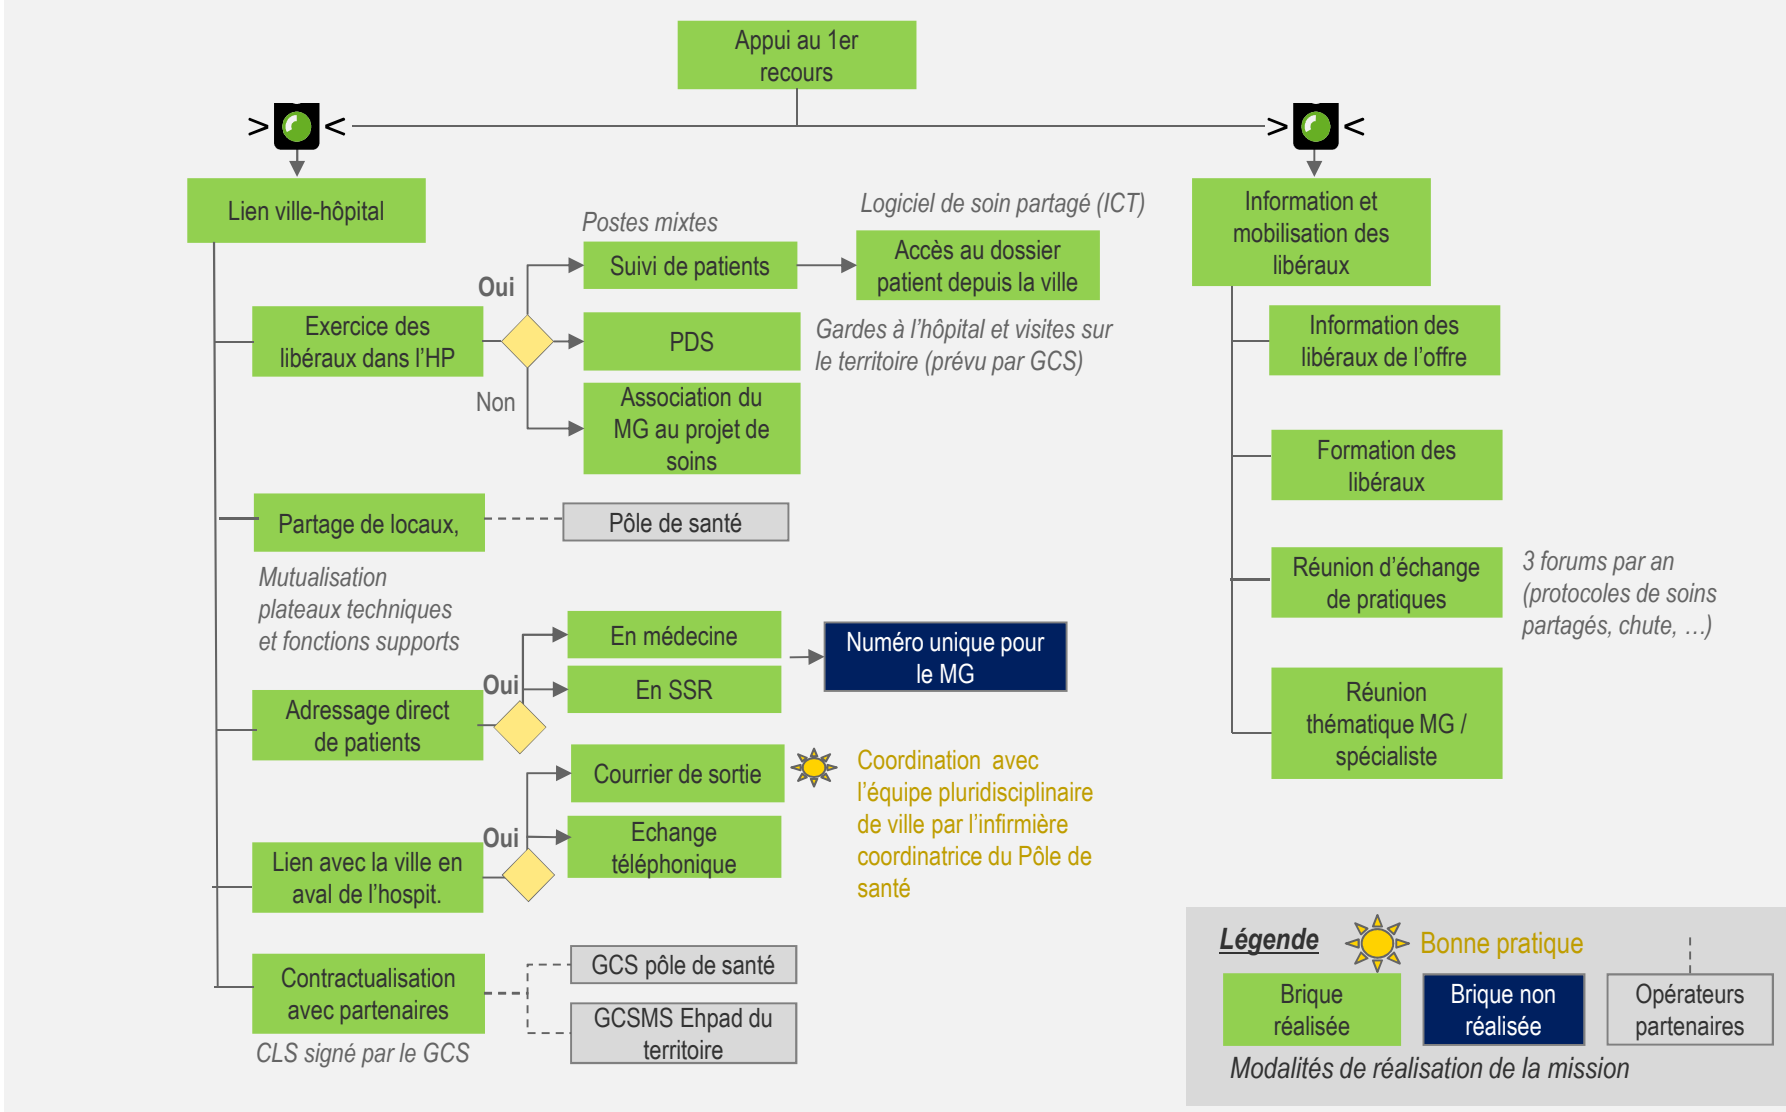 Appui au 1er
recours
> <
> <
Lien ville-hôpital
Postes mixtes
Logiciel de soin partagé (ICT)
Oui
Suivi de patients
Accès au dossier
patient depuis la ville
Exercice des
libéraux dans l’HP
PDS
Gardes à l’hôpital et visites sur
le territoire (prévu par GCS)
Non
Association du
MG au projet de
soins
Partage de locaux,
Pôle de santé
Mutualisation
plateaux techniques
et fonctions supports
Adressage direct
de patients
Oui
En médecine
En SSR
Numéro unique pour
le MG
Lien avec la ville en
aval de l’hospit.
Oui
Courrier de sortie
Echange
téléphonique
Coordination avec
l’équipe pluridisciplinaire
de ville par l’infirmière
coordinatrice du Pôle de
santé
Contractualisation
avec partenaires
CLS signé par le GCS
GCS pôle de santé
GCSMS Ehpad du
territoire
Information et
mobilisation des
libéraux
Information des
libéraux de l’offre
Formation des
libéraux
Réunion d’échange
de pratiques
3 forums par an
(protocoles de soins
partagés, chute, …)
Réunion
thématique MG /
spécialiste
Légende
Bonne pratique
Brique
réalisée
Brique non
réalisée
Opérateurs
partenaires
Modalités de réalisation de la mission